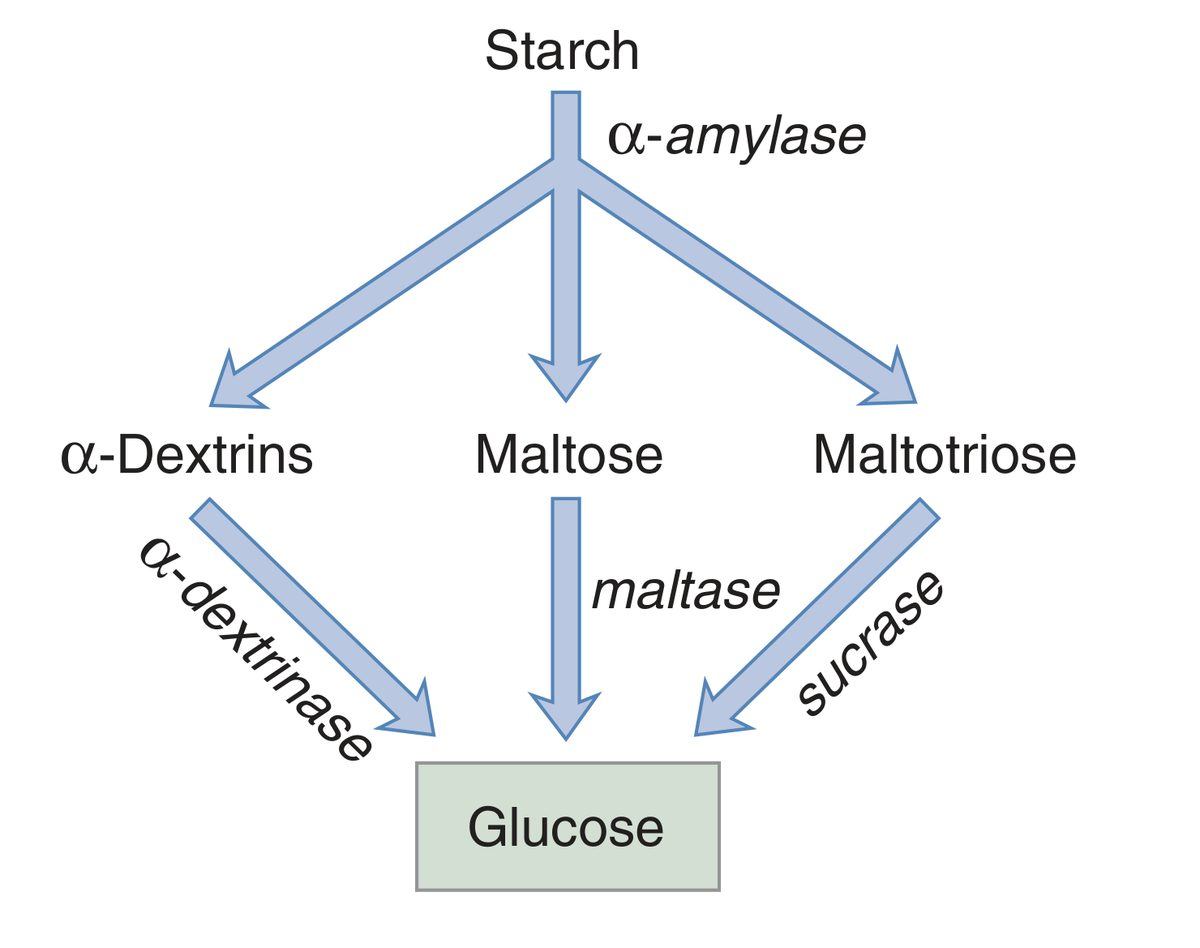 Starch
α-amylase
α-Dextrins
Maltose
Maltotriose
α-dextrinase
maltase
sucrase
Glucose